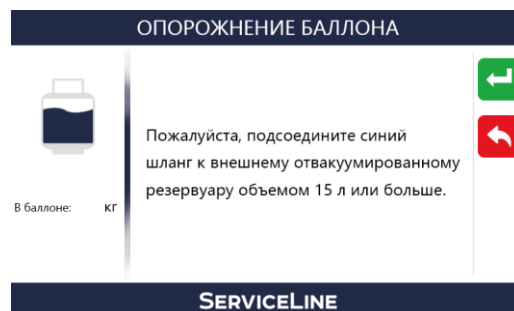 ОПОРОЖНЕНИЕ БАЛЛОНА
Пожалуйста, подсоедините синий
шланг к внешнему отвакуумированному
резервуару объемом 15 л или больше.
В баллоне: кг
SERVICELINE